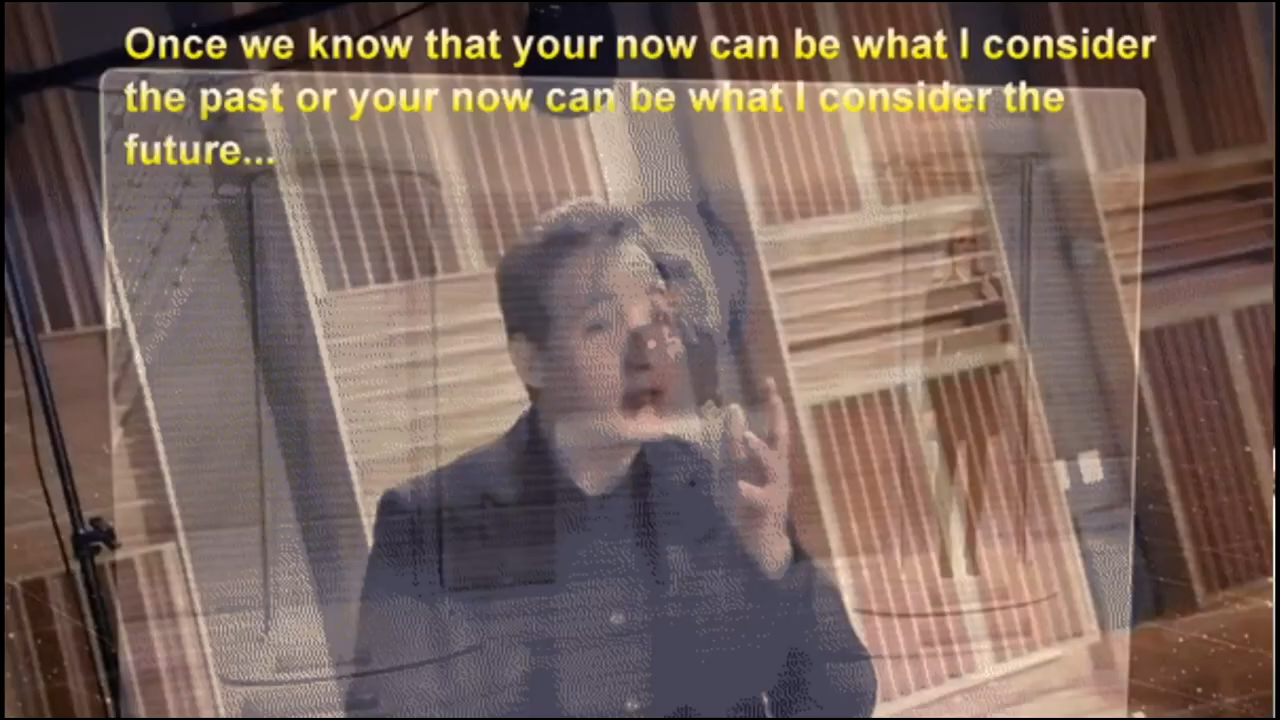 Once we know that your now can be what I consider
the past or your now can be what I consider the
future...